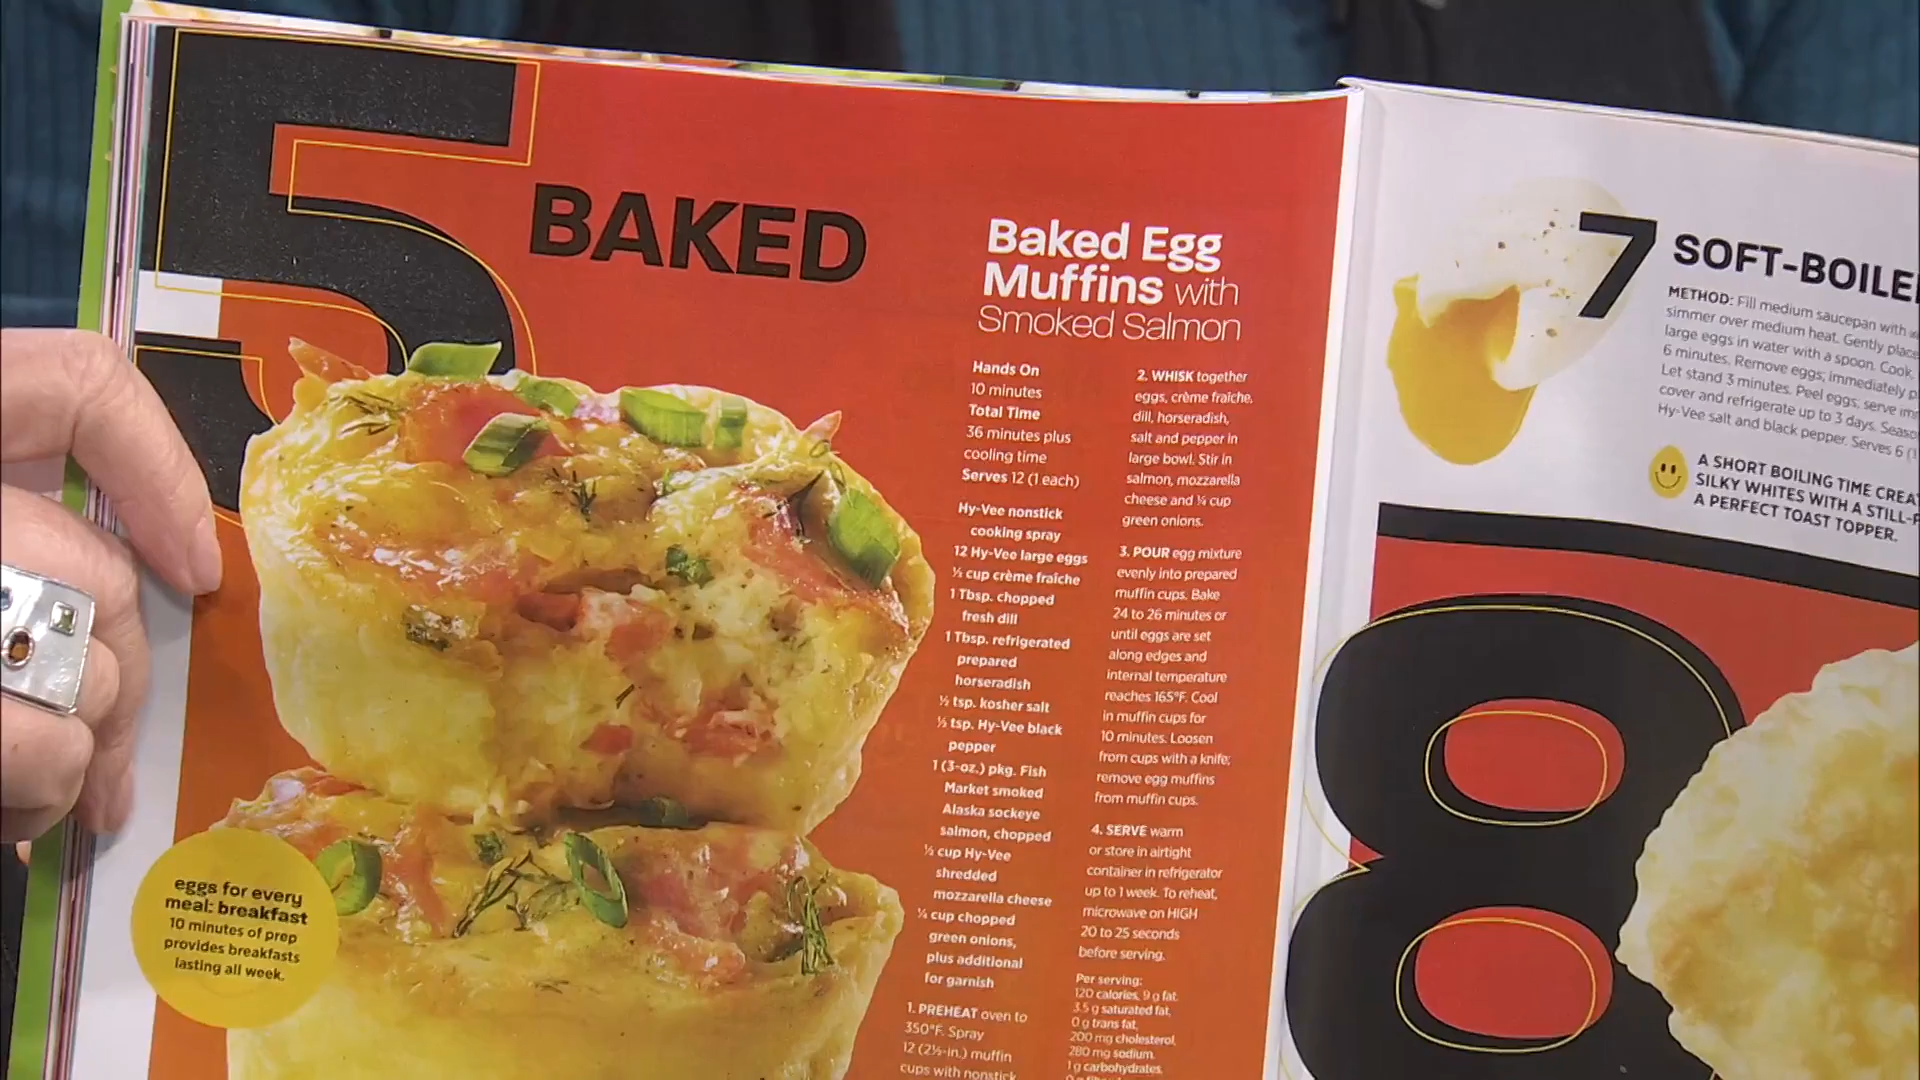 5
BAKED
Baked Egg
Muffins with
Smoked Salmon
Hands On
10 minutes
Total Time
36 minutes plus
cooling time
Serves 12 (1 each)
Hy-Vee nonstick
cooking spray
12 Hy-Vee large eggs
½ cup crème fraîche
1 Tbsp. chopped
fresh dill
1 Tbsp. refrigerated
prepared
horseradish
½ tsp. kosher salt
½ tsp. Hy-Vee black
pepper
1 (3-oz.) pkg. Fish
Market smoked
Alaska sockeye
salmon, chopped
½ cup Hy-Vee
shredded
mozzarella cheese
¼ cup chopped
green onions,
plus additional
for garnish
1. PREHEAT oven to
350°F. Spray
12 (2½-in.) muffin
cups with nonstick
2. WHISK together
eggs, crème fraîche,
dill, horseradish,
salt and pepper in
large bowl. Stir in
salmon, mozzarella
cheese and ¼ cup
green onions.
3. POUR egg mixture
evenly into prepared
muffin cups. Bake
24 to 26 minutes or
until eggs are set
along edges and
internal temperature
reaches 165°F. Cool
in muffin cups for
10 minutes. Loosen
from cups with a knife;
remove egg muffins
from muffin cups.
4. SERVE warm
or store in airtight
container in refrigerator
up to 1 week. To reheat,
microwave on HIGH
20 to 25 seconds
before serving.
Per serving:
120 calories, 9 g fat,
3.5 g saturated fat,
0 g trans fat,
200 mg cholesterol,
280 mg sodium,
1 g carbohydrates,
eggs for every
meal: breakfast
10 minutes of prep
provides breakfasts
lasting all week.
7
SOFT-BOILE
METHOD: Fill medium saucepan with
simmer over medium heat. Gently place
large eggs in water with a spoon. Cook,
6 minutes. Remove eggs; immediately
Let stand 3 minutes. Peel eggs; serve
cover and refrigerate up to 3 days.
Hy-Vee salt and black pepper. Serves 6
A SHORT BOILING TIME
SILKY WHITES WITH A
A PERFECT TOAST TOPPER.
8